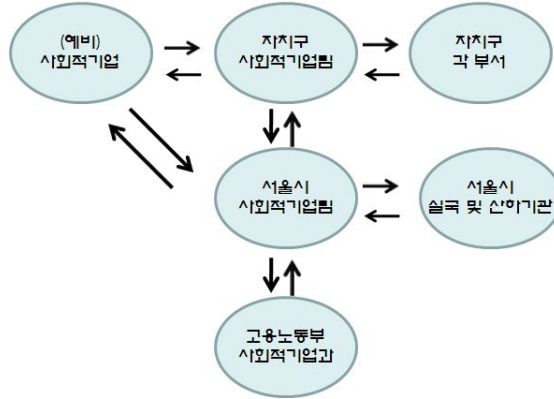 (예비)
사회적기업
자치구
사회적기업팀
자치구
각 부서
서울시
사회적기업팀
서울시
실국 및 산하기관
고용노동부
사회적기업과